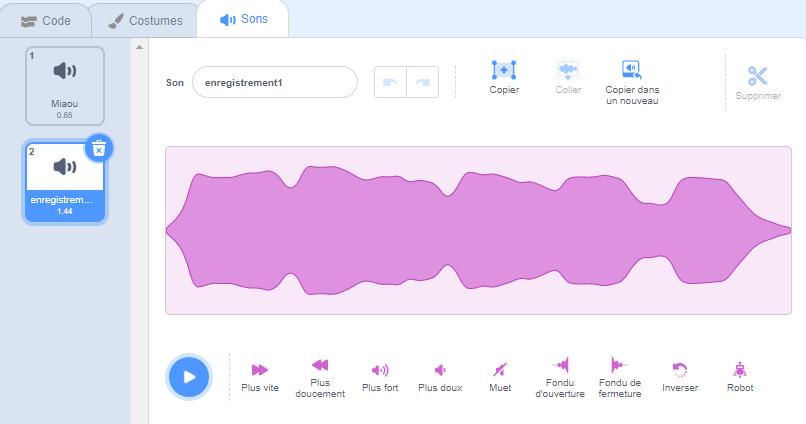 Code
Costumes
Sons
1
Miaou
0.85
2
enregistrem...
1.44
Son
enregistrement1
Copier
Coller
Copier dans
un nouveau
Supprimer
Plus vite
Plus
doucement
Plus fort
Plus doux
Muet
Fondu
d'ouverture
Fondu de
fermeture
Inverser
Robot